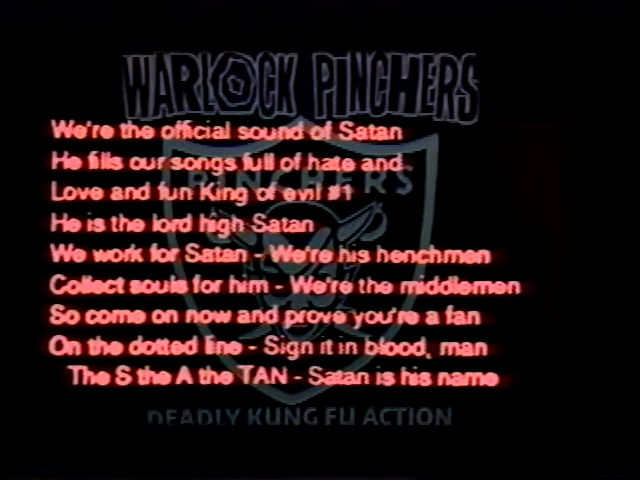 WARLOCK PINCHERS
We're the official sound of Satan
He fills our songs full of hate and
PINCHERS
Love and fun King of evil #1
He is the lord high Satan
We work for Satan - We're his henchmen
Collect souls for him - We're the middlemen
So come on now and prove you're a fan
On the dotted line - Sign it in blood, man
The S the A the TAN - Satan is his name
DEADLY KUNG FU ACTION